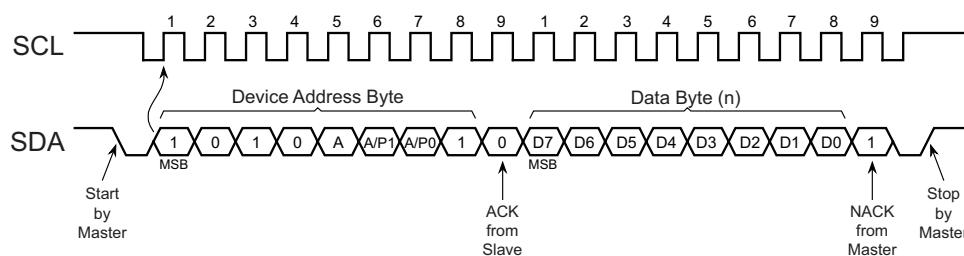 1 2 3 4 5 6 7 8 9 1 2 3 4 5 6 7 8 9
SCL
Device Address Byte
Data Byte (n)
SDA
1 0 1 0 A A/P1 A/P0 1 0 D7 D6 D5 D4 D3 D2 D1 D0 1
MSB
MSB
Start
by
Master
ACK
from
Slave
NACK
from
Master
Stop
by
Master